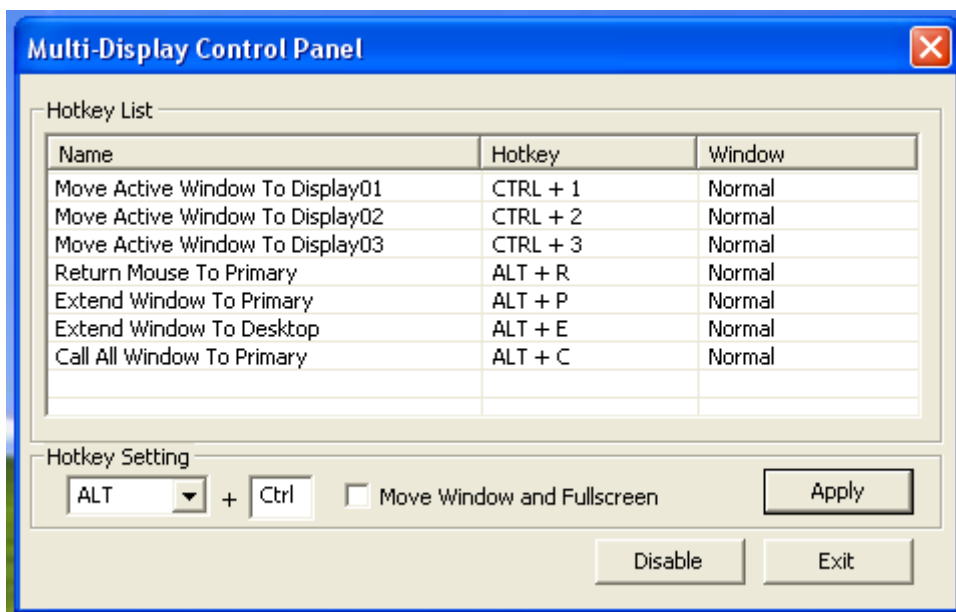 Multi-Display Control Panel
Hotkey List
Name Hotkey Window
Move Active Window To Display01 CTRL + 1 Normal
Move Active Window To Display02 CTRL + 2 Normal
Move Active Window To Display03 CTRL + 3 Normal
Return Mouse To Primary ALT + R Normal
Extend Window To Primary ALT + P Normal
Extend Window To Desktop ALT + E Normal
Call All Window To Primary ALT + C Normal
Hotkey Setting
ALT + Ctrl Move Window and Fullscreen Apply
Disable Exit